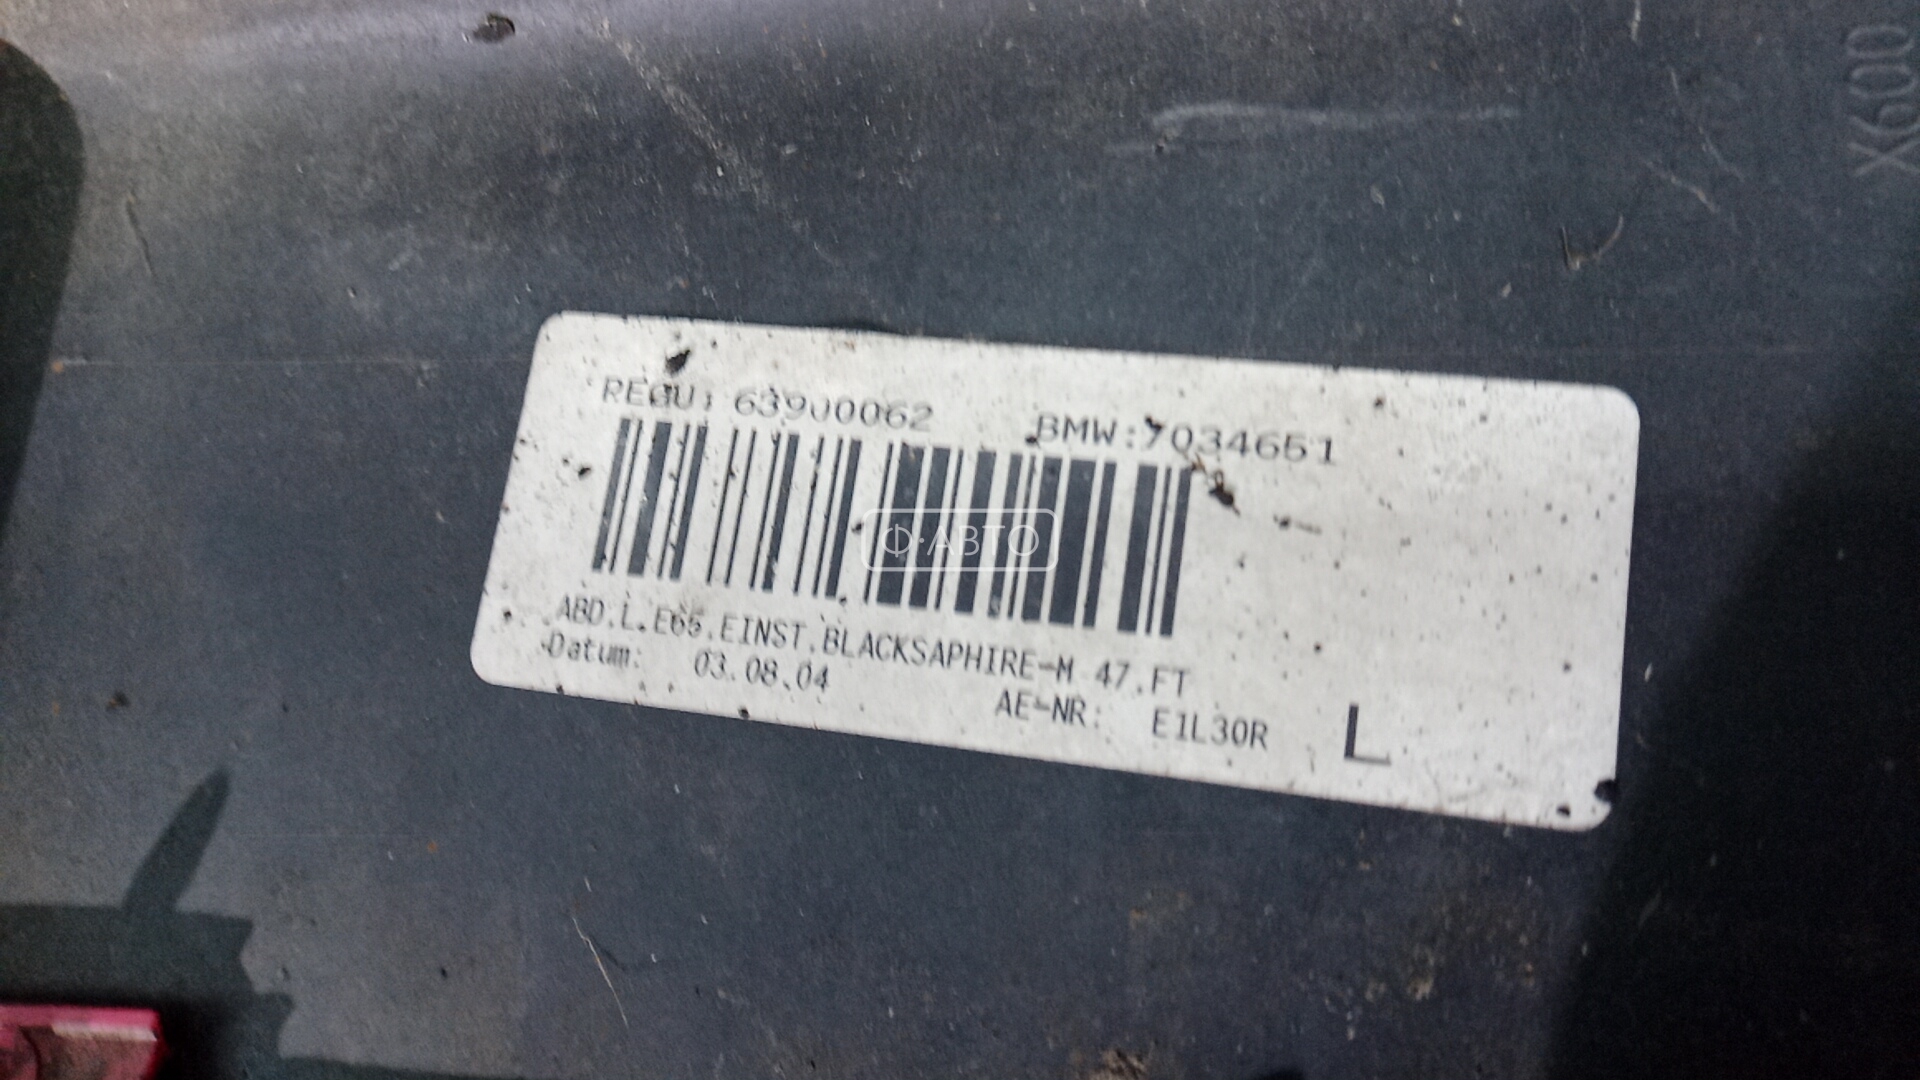 X600
REGU: 63900062 BMW:7034651
Ф·АВТО
ABD.L.E65.EINST.BLACKSAPHIRE-M 47.FT
Datum: 03.08.04
AE-NR: E1L30R L